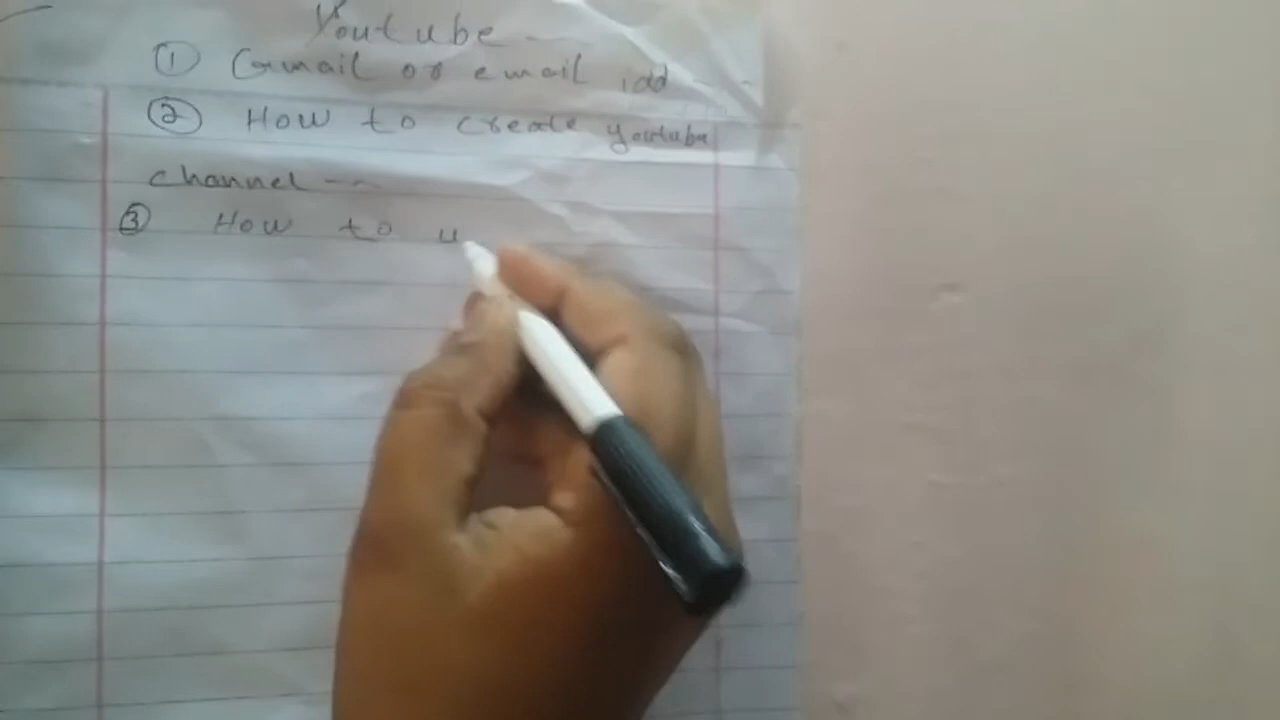 Youtube
① Gmail or email idd
② How to create youtube
channel
③ How to u